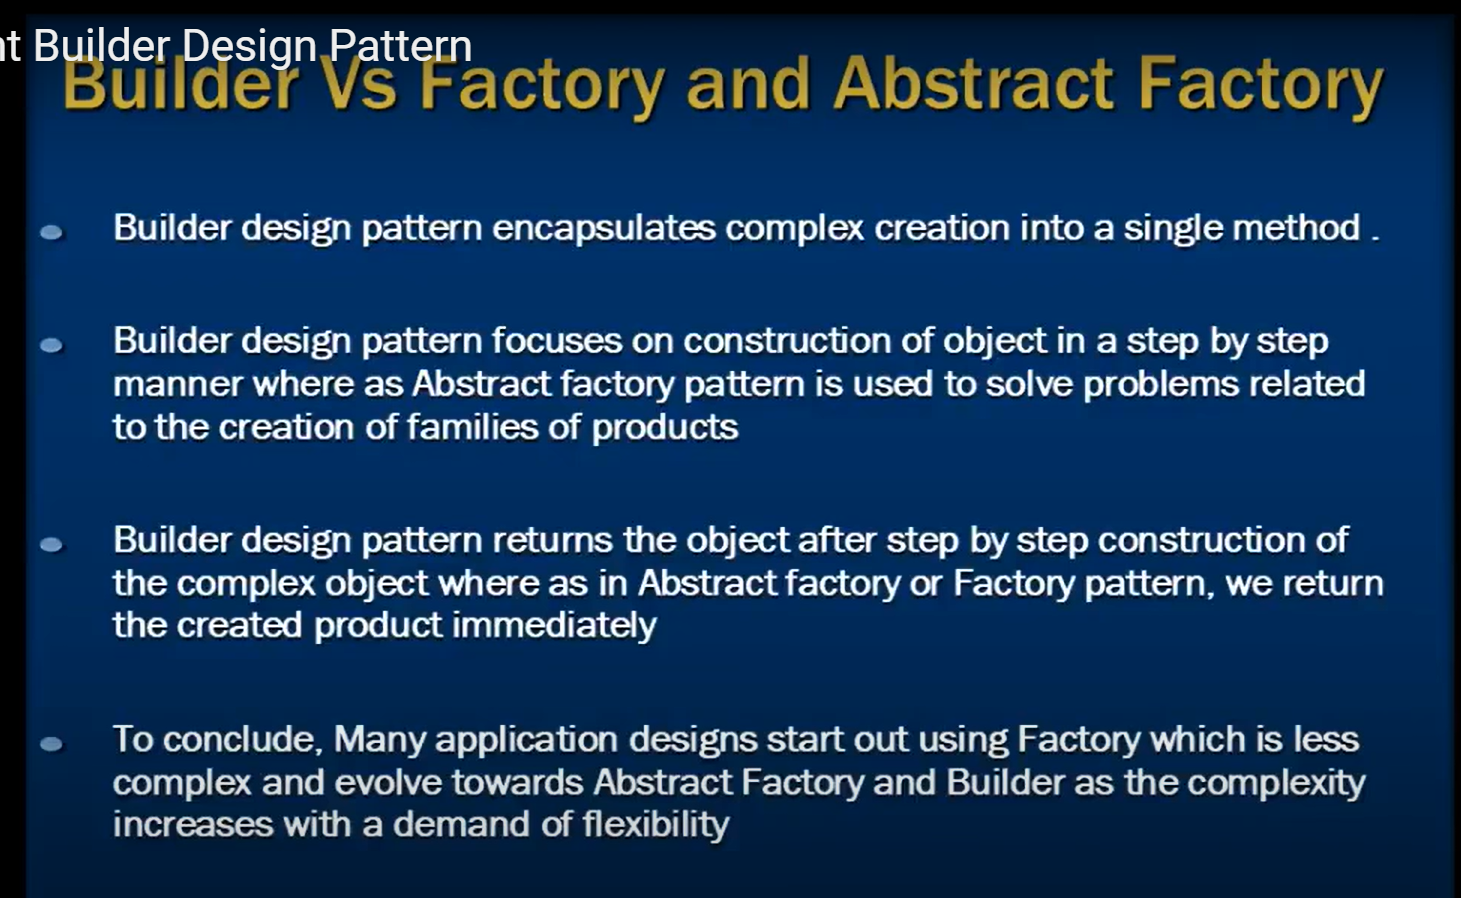 nt Builder Design Pattern
Builder Vs Factory and Abstract Factory
Builder design pattern encapsulates complex creation into a single method .
Builder design pattern focuses on construction of object in a step by step
manner where as Abstract factory pattern is used to solve problems related
to the creation of families of products
Builder design pattern returns the object after step by step construction of
the complex object where as in Abstract factory or Factory pattern, we return
the created product immediately
To conclude, Many application designs start out using Factory which is less
complex and evolve towards Abstract Factory and Builder as the complexity
increases with a demand of flexibility